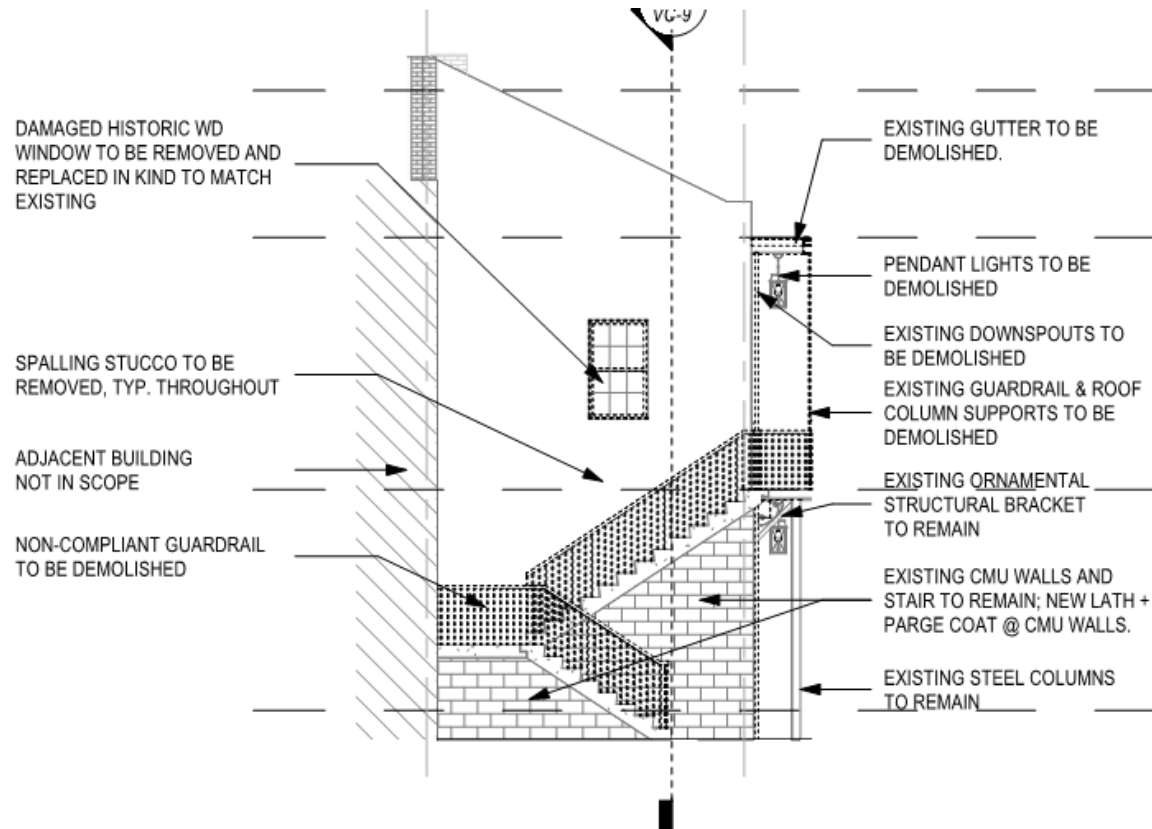 VC-9
DAMAGED HISTORIC WD
WINDOW TO BE REMOVED AND
REPLACED IN KIND TO MATCH
EXISTING
SPALLING STUCCO TO BE
REMOVED, TYP. THROUGHOUT
ADJACENT BUILDING
NOT IN SCOPE
NON-COMPLIANT GUARDRAIL
TO BE DEMOLISHED
EXISTING GUTTER TO BE
DEMOLISHED.
PENDANT LIGHTS TO BE
DEMOLISHED
EXISTING DOWNSPOUTS TO
BE DEMOLISHED
EXISTING GUARDRAIL & ROOF
COLUMN SUPPORTS TO BE
DEMOLISHED
EXISTING ORNAMENTAL
STRUCTURAL BRACKET
TO REMAIN
EXISTING CMU WALLS AND
STAIR TO REMAIN; NEW LATH +
PARGE COAT @ CMU WALLS.
EXISTING STEEL COLUMNS
TO REMAIN